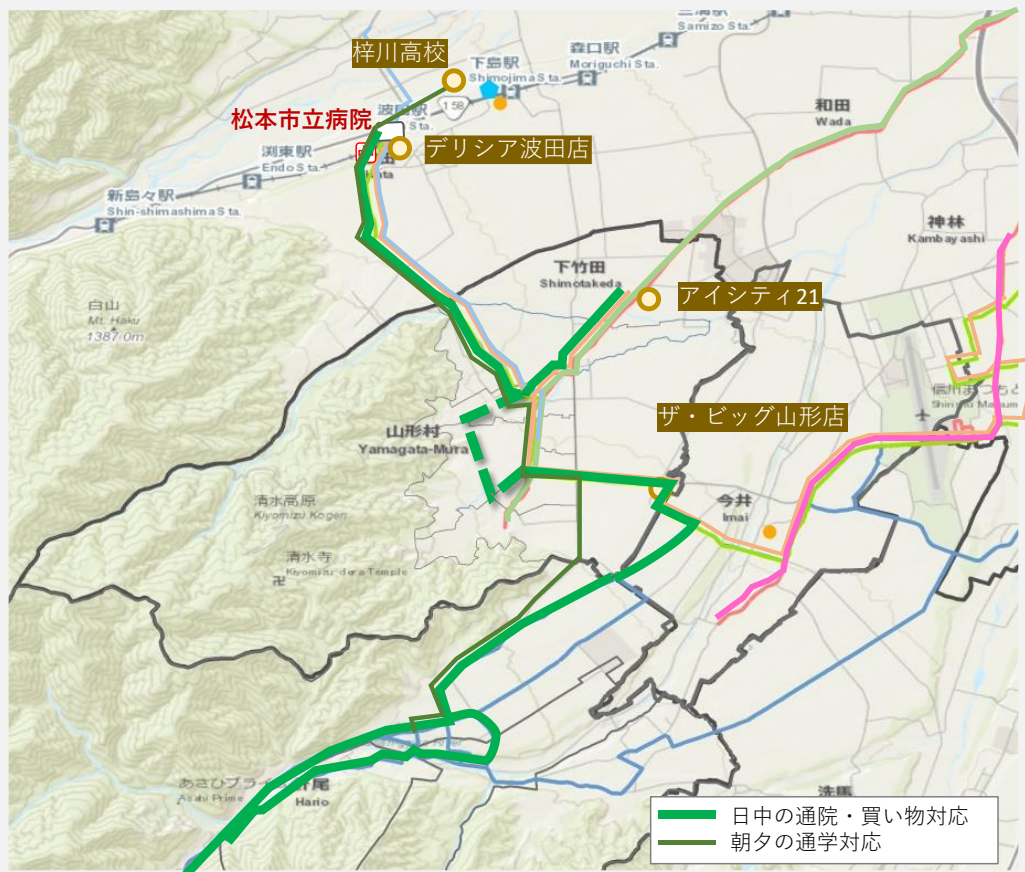 三溝駅
Samizo Sta.
梓川高校
下島駅
Shimojima Sta.
森口駅
Moriguchi Sta.
158
松本市立病院
Sta.
デリシア波田店
和田
Wada
渕東駅
Endo Sta.
新島々駅
Shin-shimashima Sta.
神林
Kambayashi
下竹田
Shimotakeda
アイシティ21
白山
Mt. Haku
1387.0m
ザ・ビッグ山形店
山形村
Yamagata-Mura
清水高原
Kiyomizu Kogen
今井
Imai
清水寺
Kiyomizu-dera Temple
Asahi Prime
Hario
洗馬
日中の通院・買い物対応
朝夕の通学対応